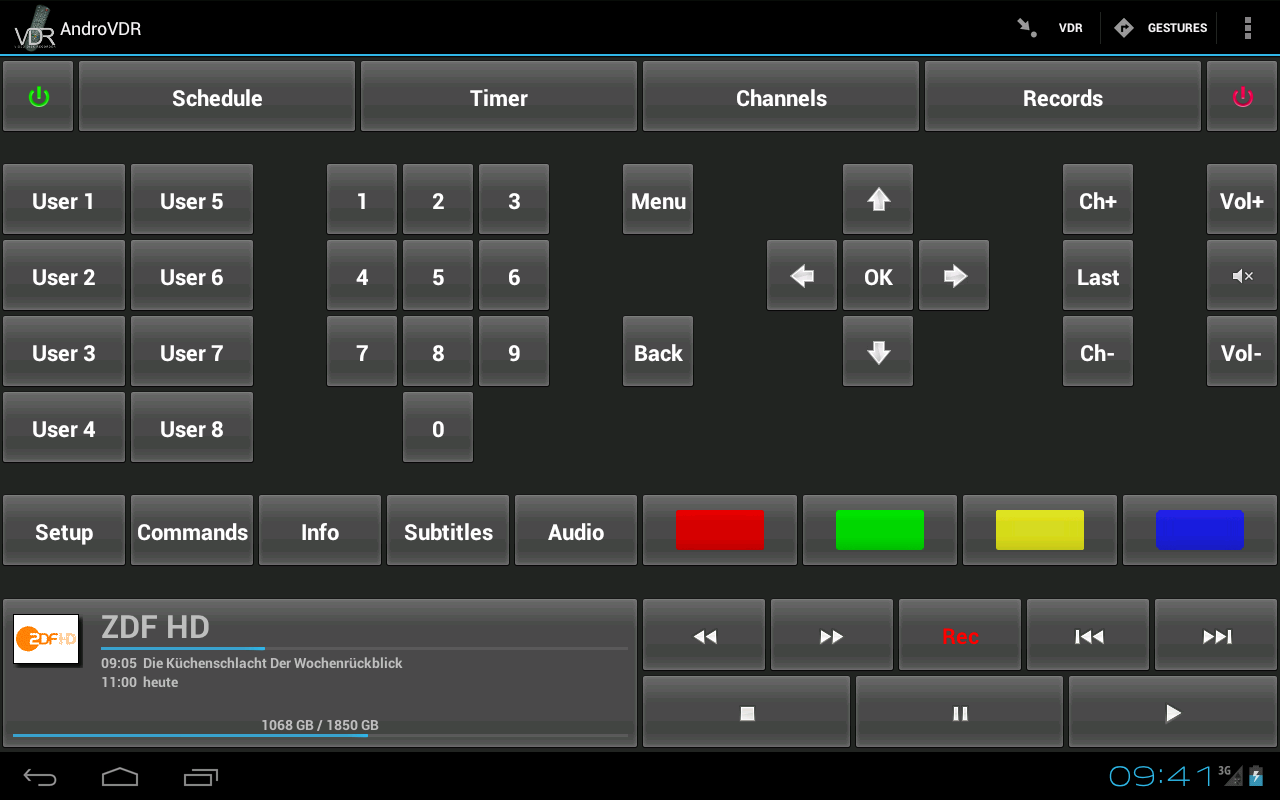 VDR AndroVDR VDR GESTURES
Schedule Timer Channels Records
User 1 User 5 1 2 3 Menu Ch+ Vol+
User 2 User 6 4 5 6 OK Last
User 3 User 7 7 8 9 Back Ch- Vol-
User 4 User 8 0
Setup Commands Info Subtitles Audio
ZDF HD
ZDF HD
09:05 Die Küchenschlacht Der Wochenrückblick
11:00 heute
1068 GB / 1850 GB
Rec
09:41 3G